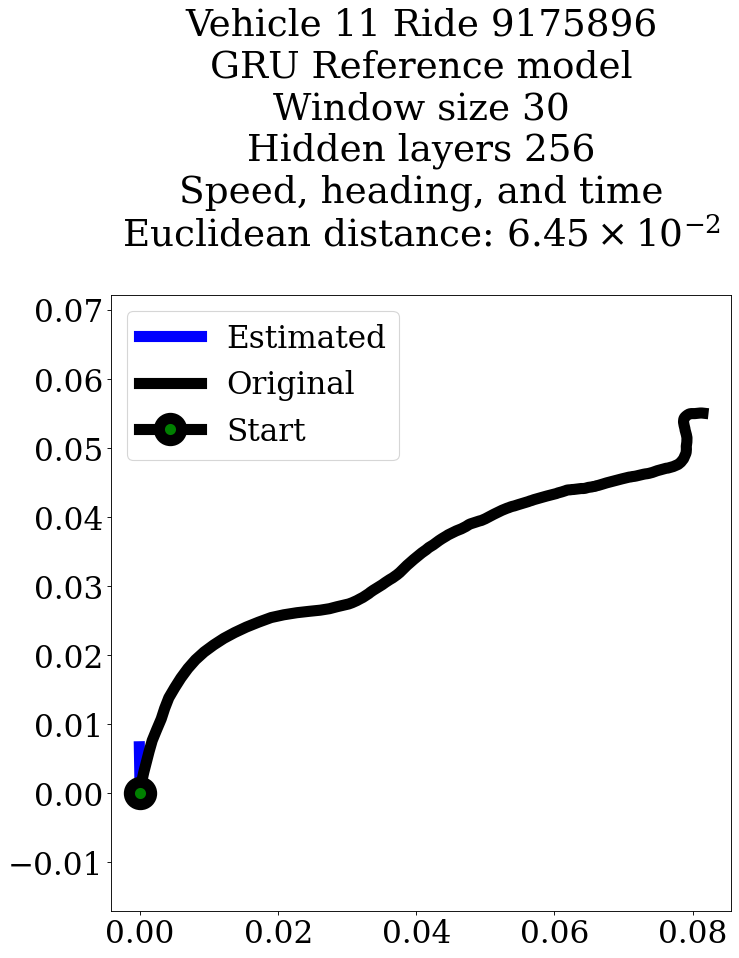 Vehicle 11 Ride 9175896
GRU Reference model
Window size 30
Hidden layers 256
Speed, heading, and time
Euclidean distance: 6.45 × 10⁻²
Estimated
Original
Start
0.07
0.06
0.05
0.04
0.03
0.02
0.01
0.00
−0.01
0.00 0.02 0.04 0.06 0.08